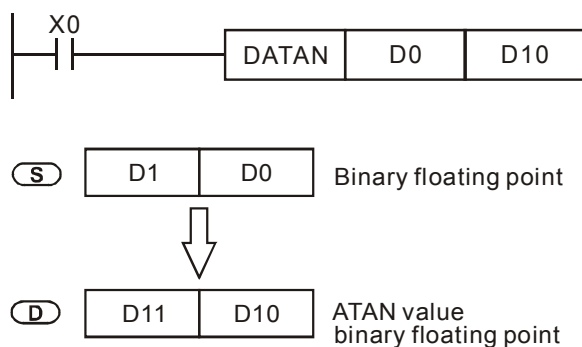 X0
DATAN D0 D10
S D1 D0 Binary floating point
D D11 D10 ATAN value
binary floating point